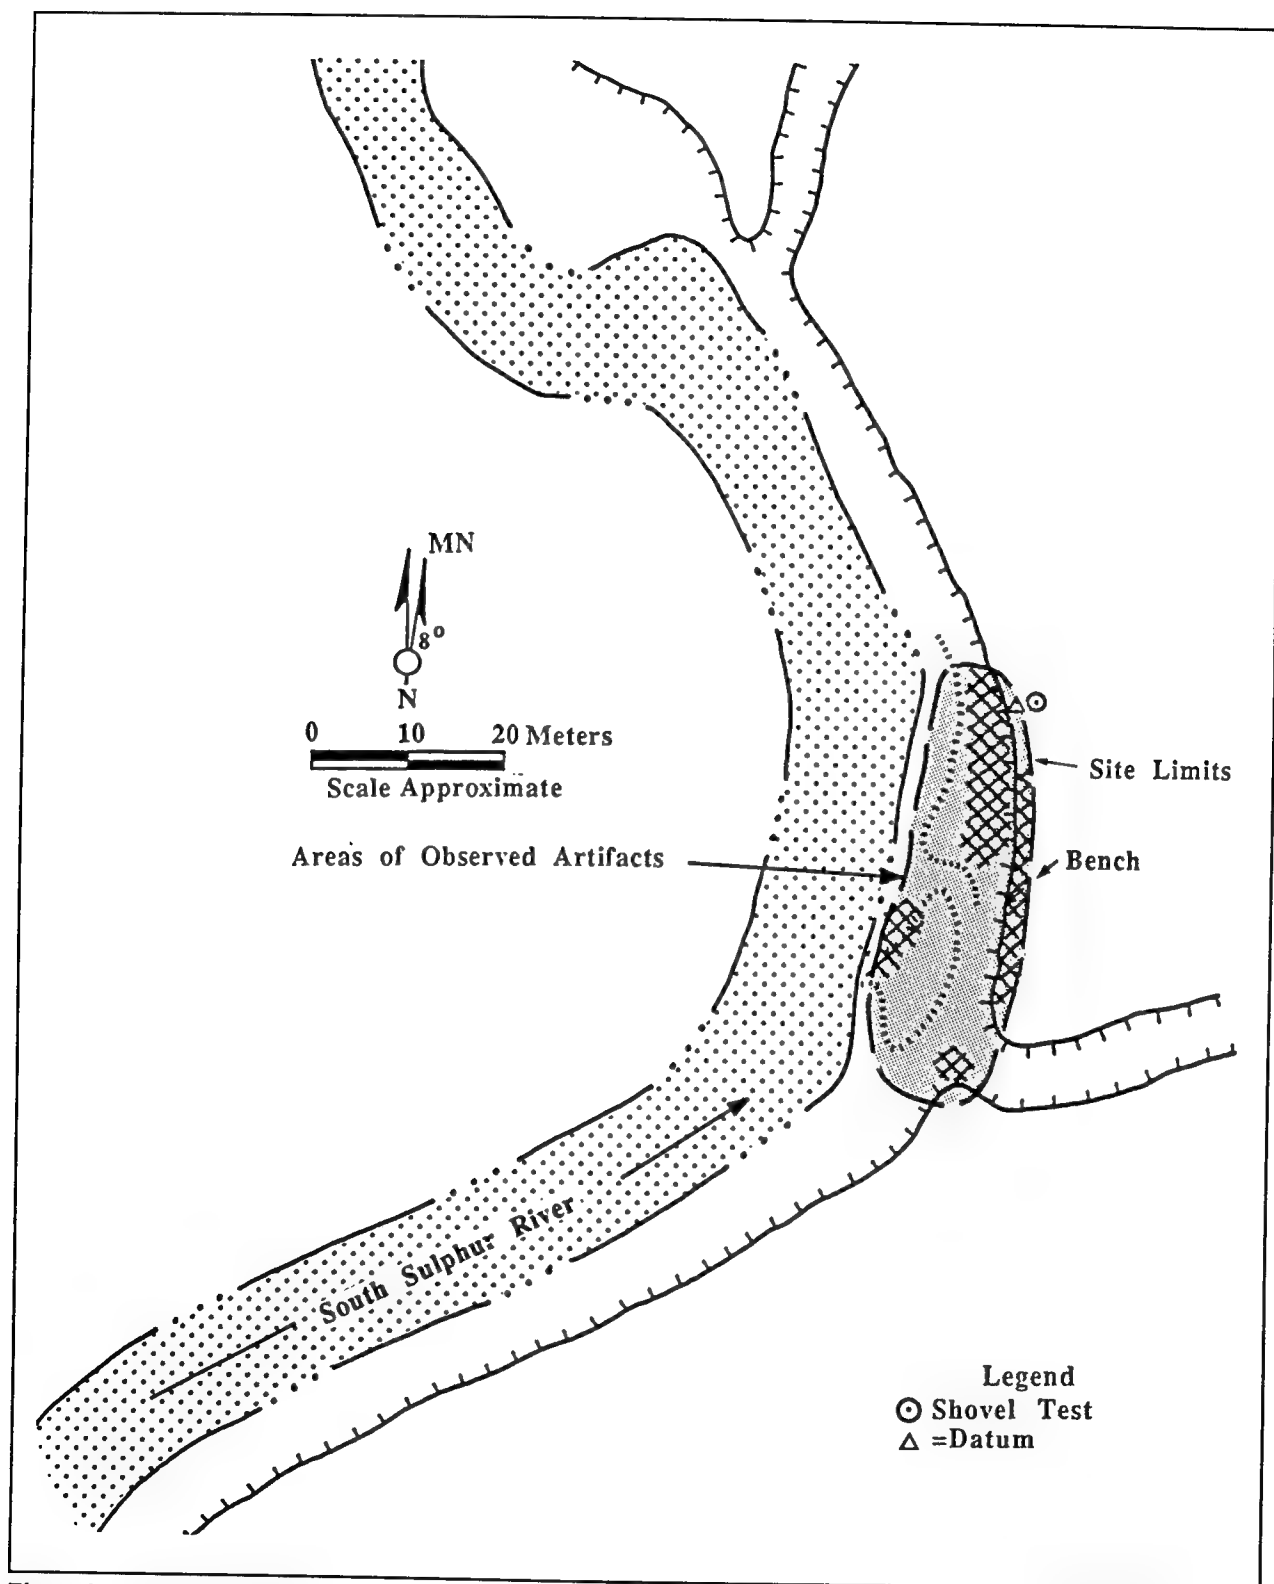 MN
8°
N
0 10 20 Meters
Scale Approximate
Site Limits
Areas of Observed Artifacts
Bench
South Sulphur River
Legend
Shovel Test
=Datum